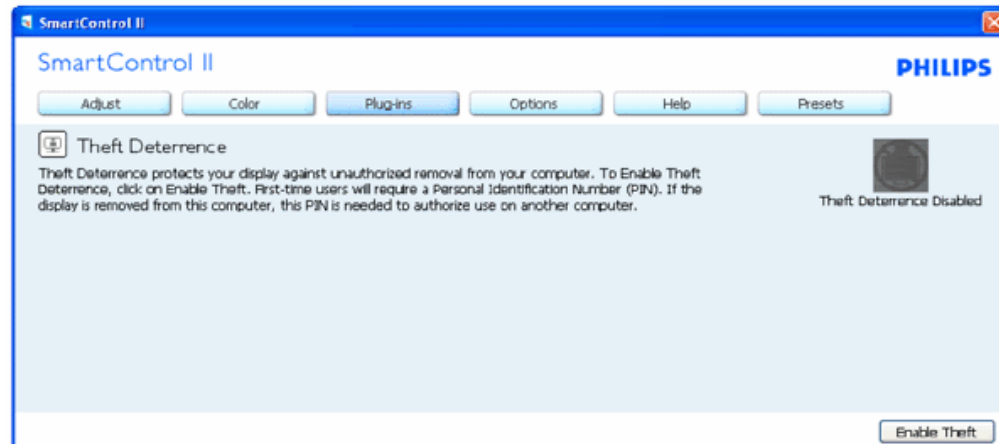 SmartControl II
SmartControl II
PHILIPS
Adjust Color Plug-ins Options Help Presets
Theft Deterrence
Theft Deterrence protects your display against unauthorized removal from your computer. To Enable Theft
Deterrence, click on Enable Theft. First-time users will require a Personal Identification Number (PIN). If the
display is removed from this computer, this PIN is needed to authorize use on another computer.
Theft Deterrence Disabled
Enable Theft